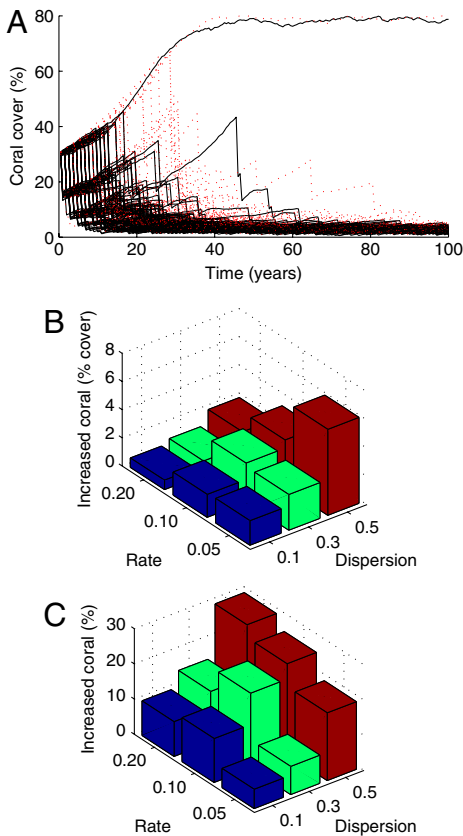 A
80
60
40
20
0
Coral cover (%)
0 20 40 60 80 100
Time (years)
B
8
6
4
2
0
Increased coral (% cover)
0.20
0.10
0.05
Rate
0.1
0.3
0.5
Dispersion
C
30
20
10
0
Increased coral (%)
0.20
0.10
0.05
Rate
0.1
0.3
0.5
Dispersion